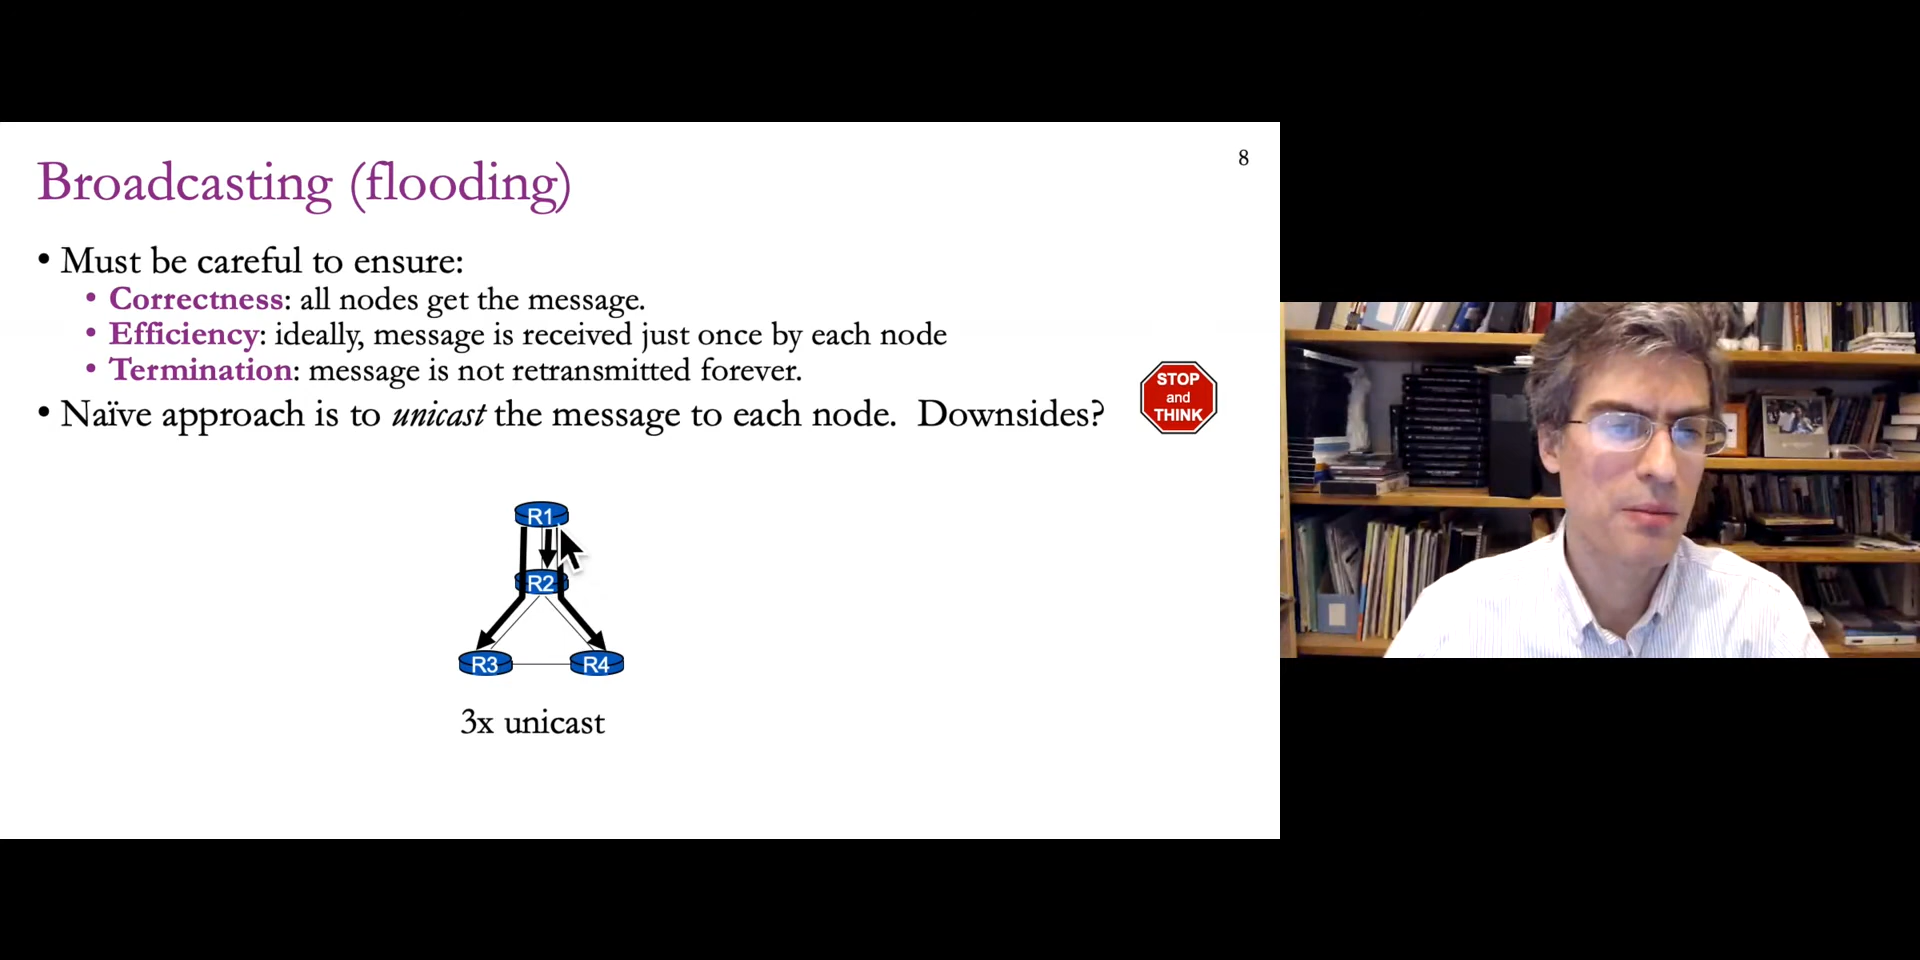 8
Broadcasting (flooding)
• Must be careful to ensure:
• Correctness: all nodes get the message.
• Efficiency: ideally, message is received just once by each node
• Termination: message is not retransmitted forever.
• Naïve approach is to unicast the message to each node. Downsides?
STOP
and
THINK
R1
R2
R3 R4
3x unicast